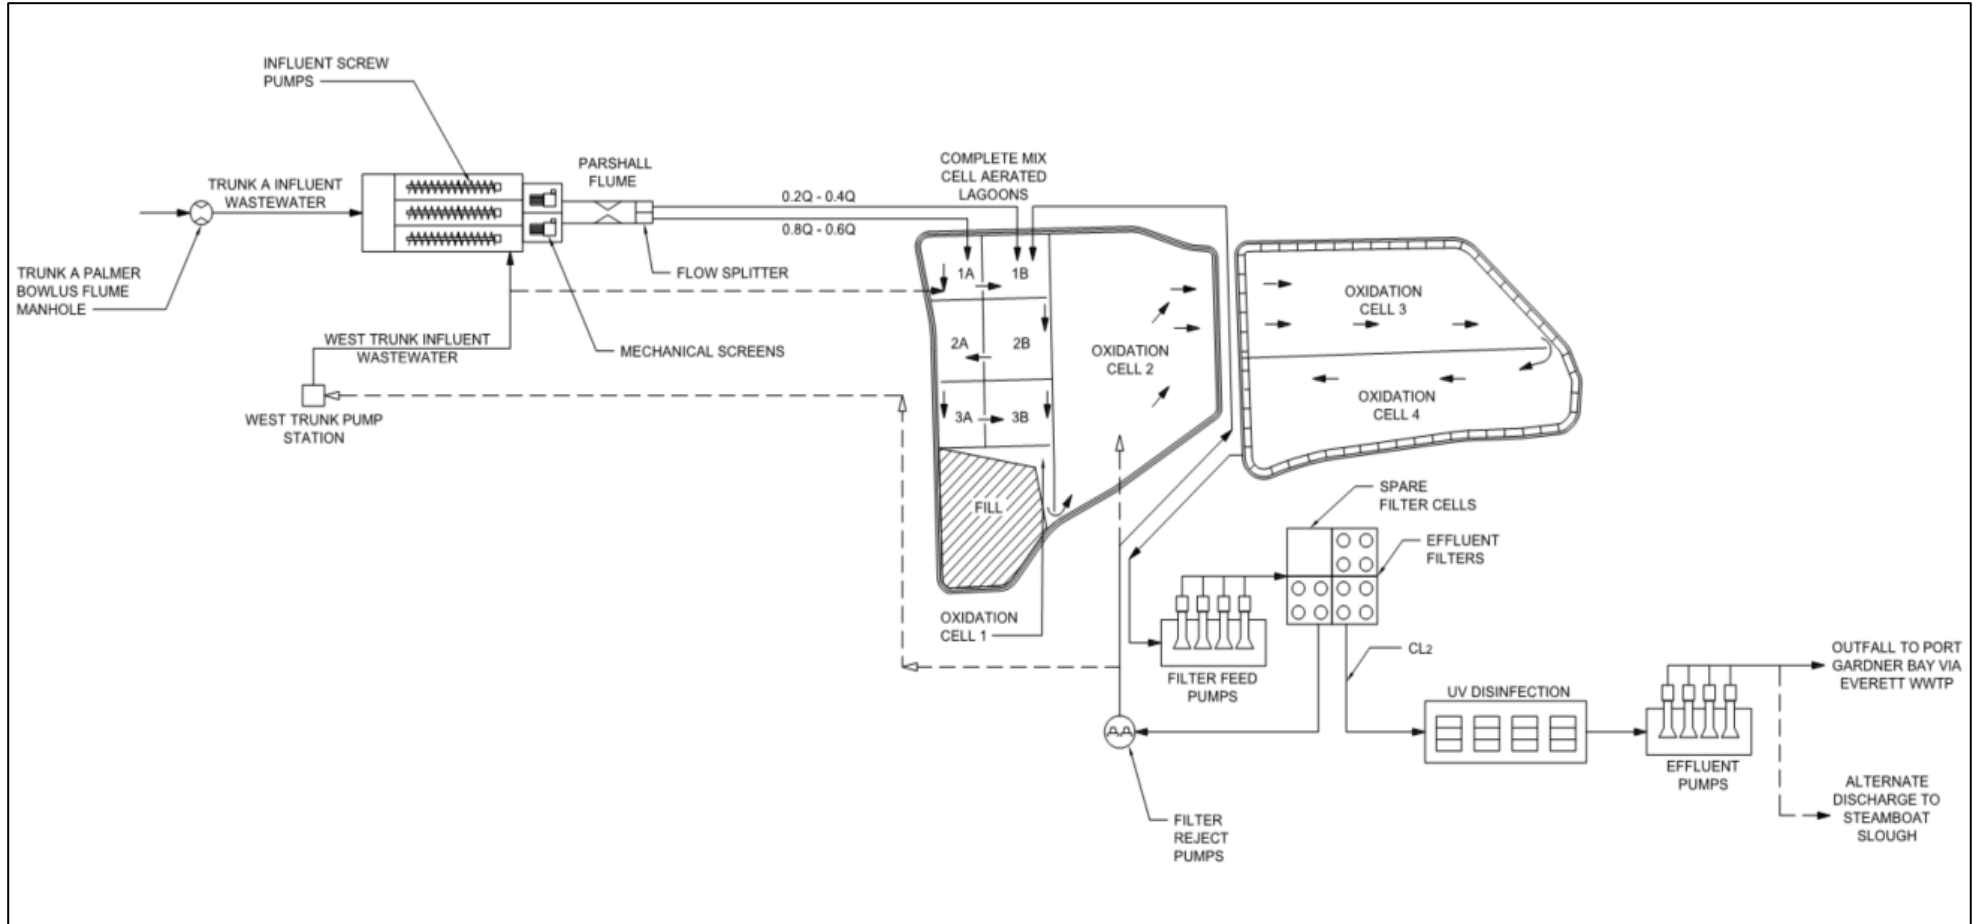 INFLUENT SCREW
PUMPS
TRUNK A INFLUENT
WASTEWATER
PARSHALL
FLUME
COMPLETE MIX
CELL AERATED
LAGOONS
0.2Q - 0.4Q
0.8Q - 0.6Q
TRUNK A PALMER
BOWLUS FLUME
MANHOLE
FLOW SPLITTER
WEST TRUNK INFLUENT
WASTEWATER
MECHANICAL SCREENS
WEST TRUNK PUMP
STATION
1A
1B
2A
2B
3A
3B
OXIDATION
CELL 2
OXIDATION
CELL 3
OXIDATION
CELL 4
FILL
OXIDATION
CELL 1
SPARE
FILTER CELLS
EFFLUENT
FILTERS
FILTER FEED
PUMPS
CL2
UV DISINFECTION
OUTFALL TO PORT
GARDNER BAY VIA
EVERETT WWTP
EFFLUENT
PUMPS
ALTERNATE
DISCHARGE TO
STEAMBOAT
SLOUGH
FILTER
REJECT
PUMPS